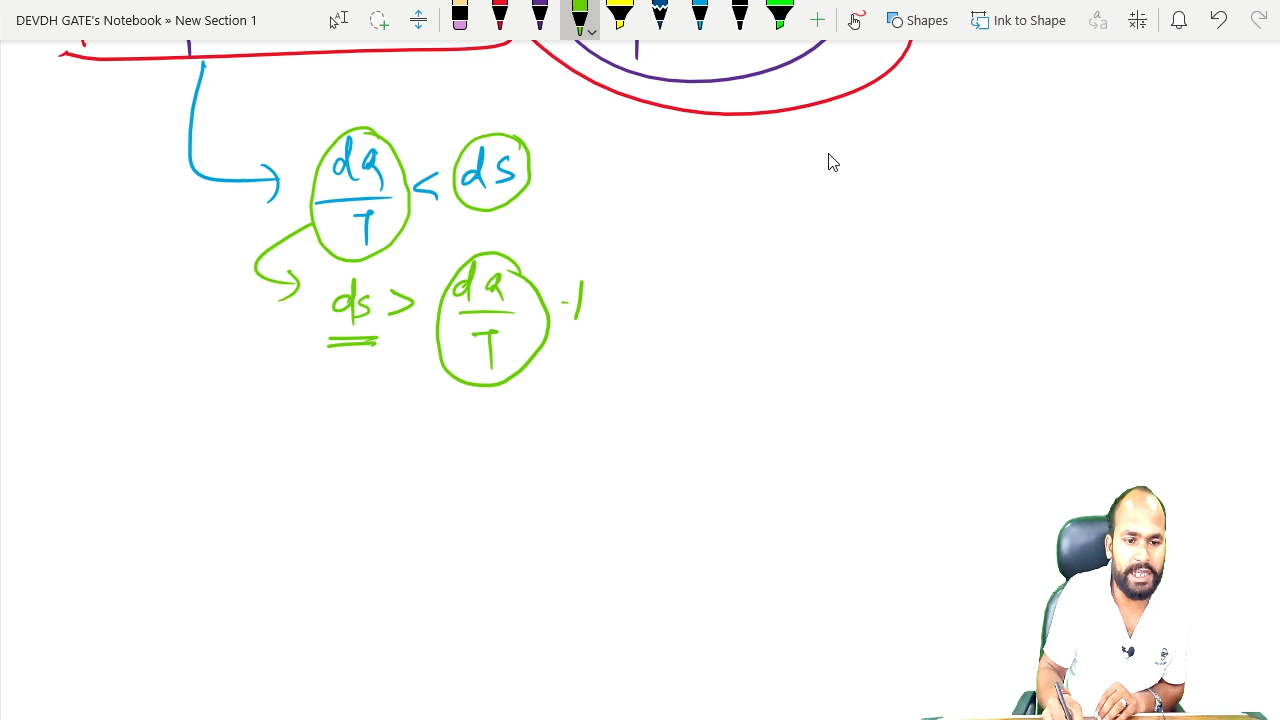 DEVDH GATE's Notebook » New Section 1
Shapes
Ink to Shape
dQ/T < ds
ds > dQ/T